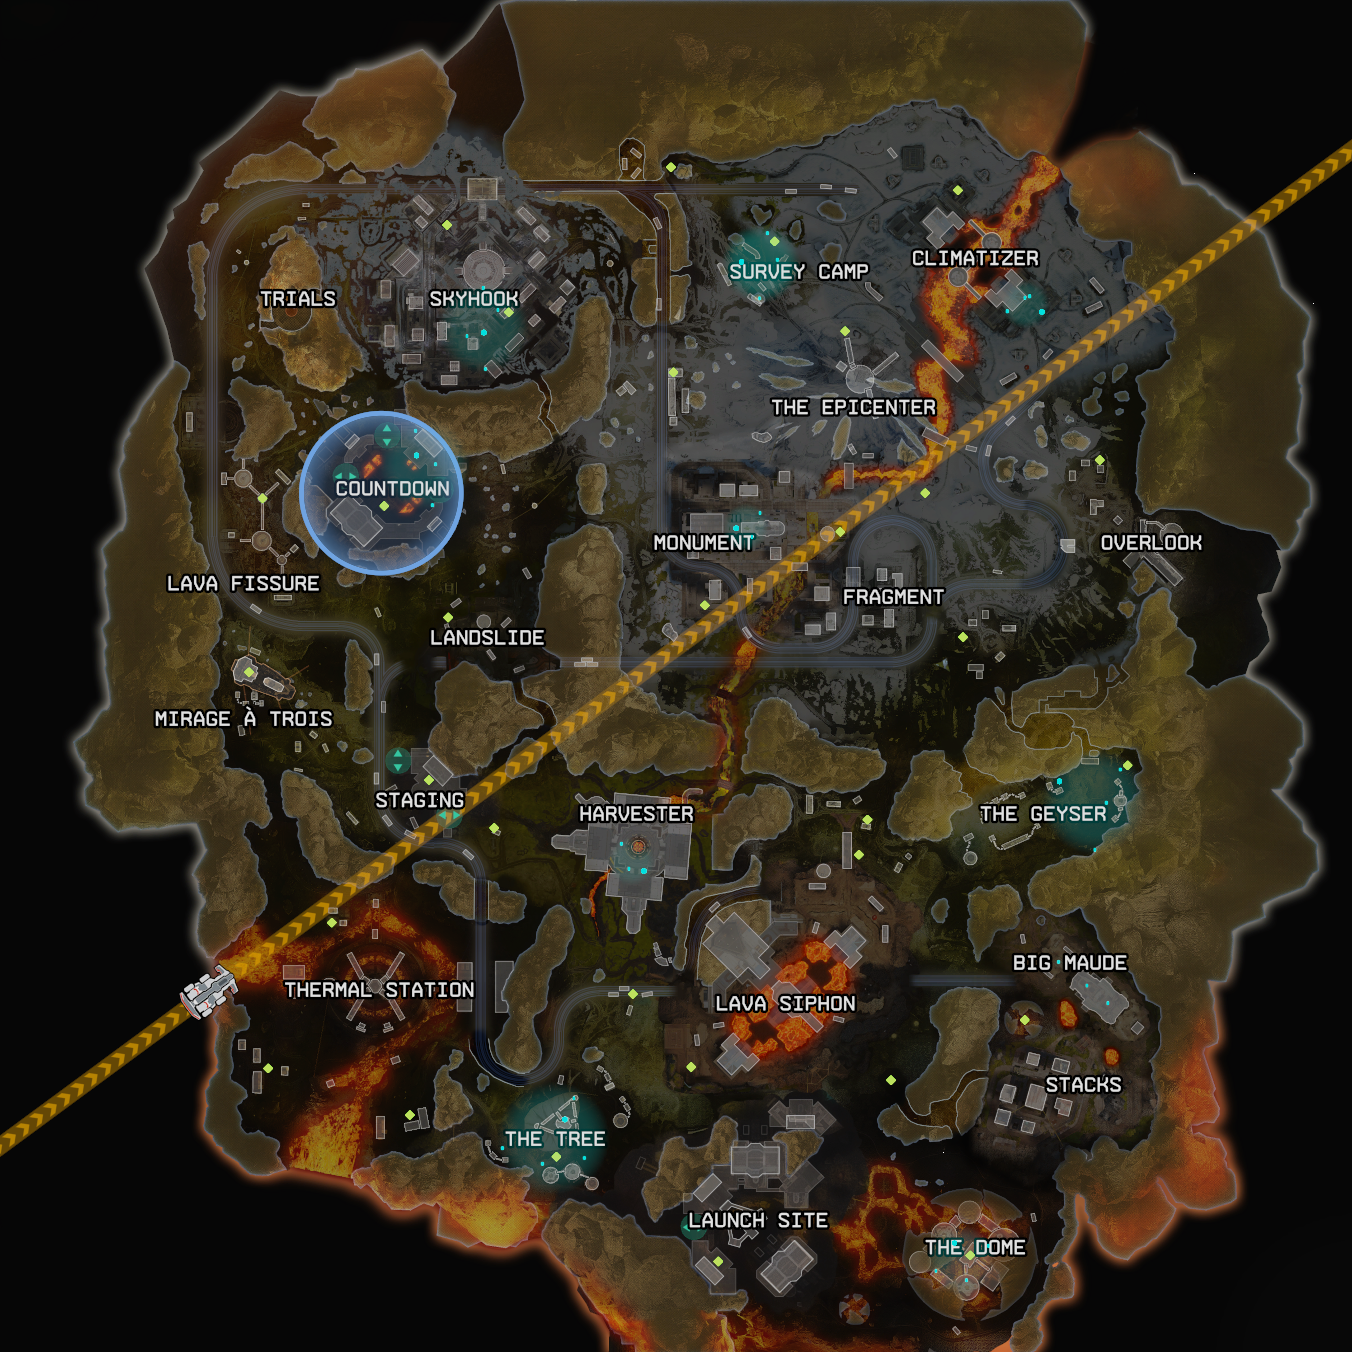 CLIMATIZER
SURVEY CAMP
TRIALS
SKYHOOK
THE EPICENTER
COUNTDOWN
MONUMENT
OVERLOOK
LAVA FISSURE
FRAGMENT
LANDSLIDE
MIRAGE À TROIS
STAGING
HARVESTER
THE GEYSER
BIG MAUDE
THERMAL STATION
LAVA SIPHON
STACKS
THE TREE
LAUNCH SITE
THE DOME